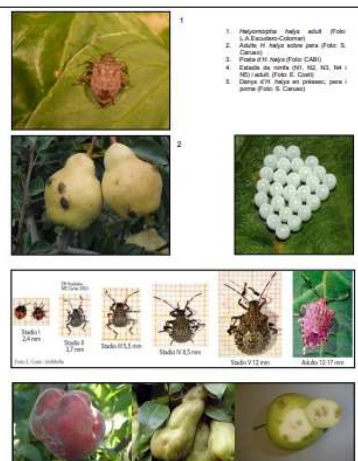 1
1. Halyomorpha halys adult (Foto:
L.A.Escudero-Colomar)
2. Adults H. halys sobre pera (Foto: S.
Caruso)
3. Posta d'H. halys (Foto: CABI)
4. Estadis de nimfa (N1, N2, N3, N4 i
N5) i adult. (Foto: E. Costi)
5. Danys d'H. halys en préssec, pera i
poma (Foto: S. Caruso)
2
Stadio I
2,4 mm
Stadio II
3,7 mm
Stadio III 5,5 mm
Stadio IV 8,5 mm
Stadio V 12 mm
Adulto 12-17 mm